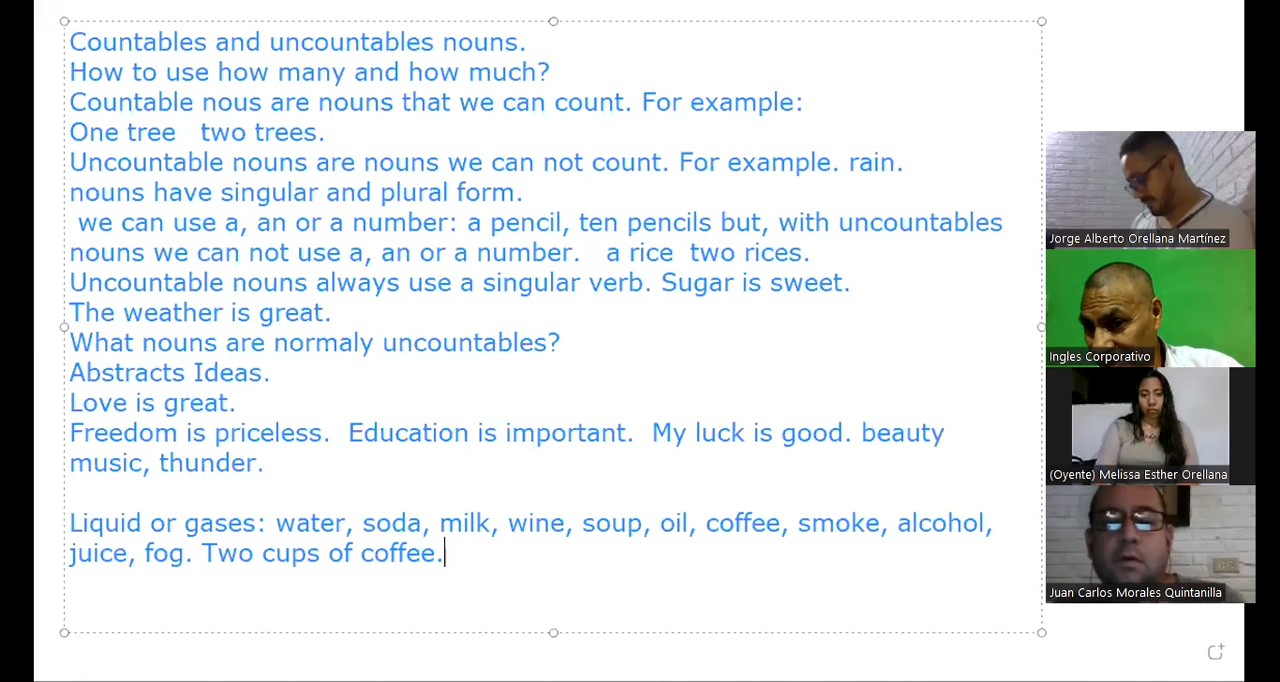 Countables and uncountables nouns.
How to use how many and how much?
Countable nous are nouns that we can count. For example:
One tree two trees.
Uncountable nouns are nouns we can not count. For example. rain.
nouns have singular and plural form.
we can use a, an or a number: a pencil, ten pencils but, with uncountables
nouns we can not use a, an or a number. a rice two rices.
Uncountable nouns always use a singular verb. Sugar is sweet.
The weather is great.
What nouns are normaly uncountables?
Abstracts Ideas.
Love is great.
Freedom is priceless. Education is important. My luck is good. beauty
music, thunder.
Liquid or gases: water, soda, milk, wine, soup, oil, coffee, smoke, alcohol,
juice, fog. Two cups of coffee.
Jorge Alberto Orellana Martínez
Ingles Corporativo
(Oyente) Melissa Esther Orellana
Juan Carlos Morales Quintanilla